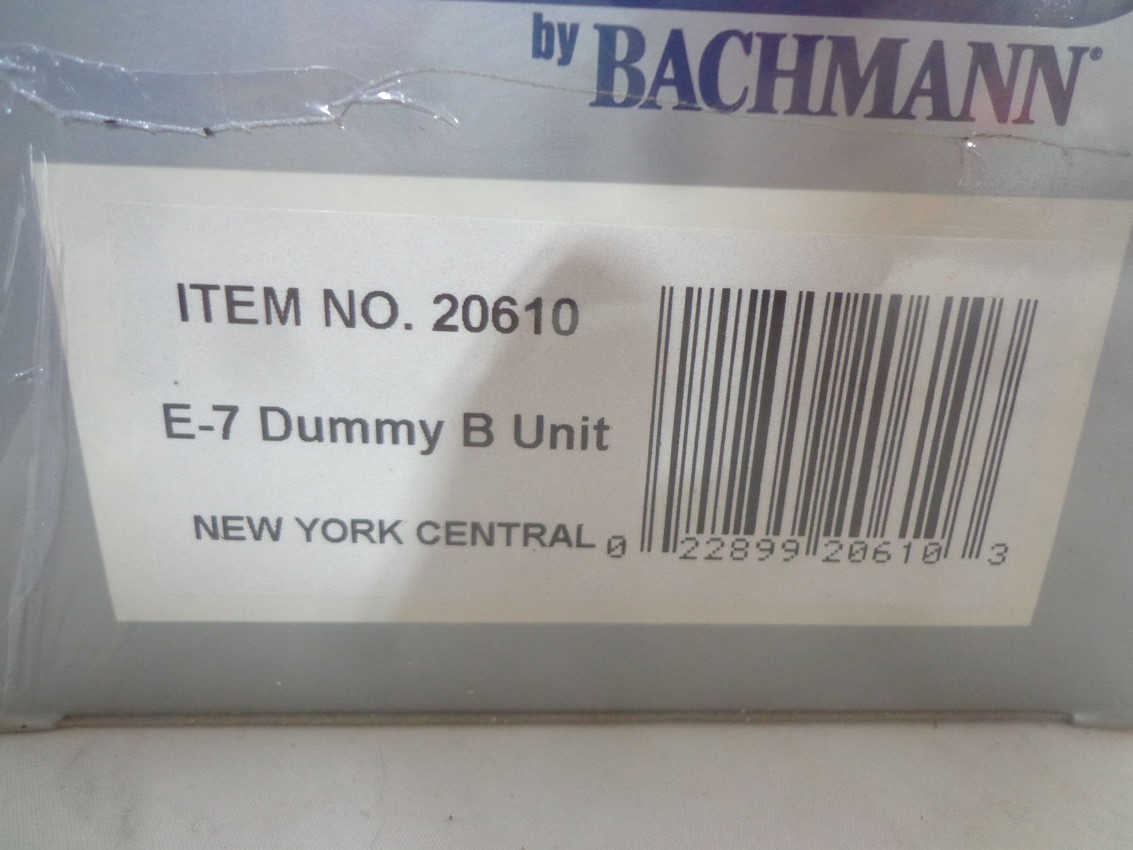 by BACHMANN®
ITEM NO. 20610
E-7 Dummy B Unit
NEW YORK CENTRAL
0 22899 20610 3